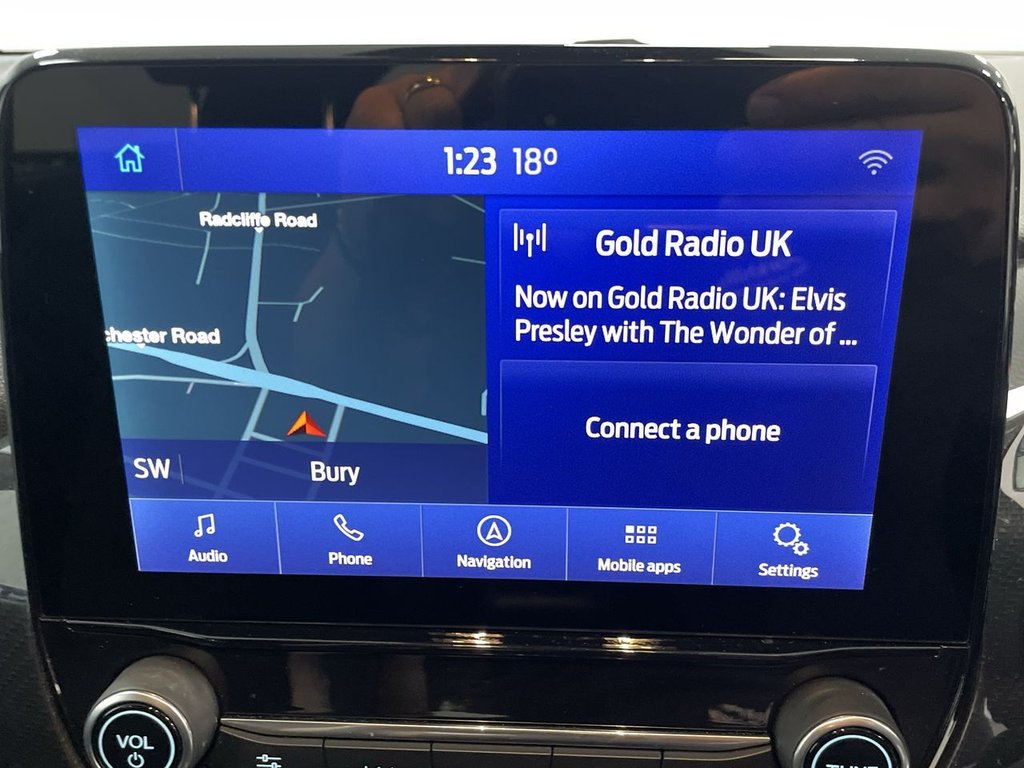 1:23 18°
Radcliffe Road
chester Road
SW
Bury
Gold Radio UK
Now on Gold Radio UK: Elvis
Presley with The Wonder of ...
Connect a phone
Audio
Phone
Navigation
Mobile apps
Settings
VOL
TUNE